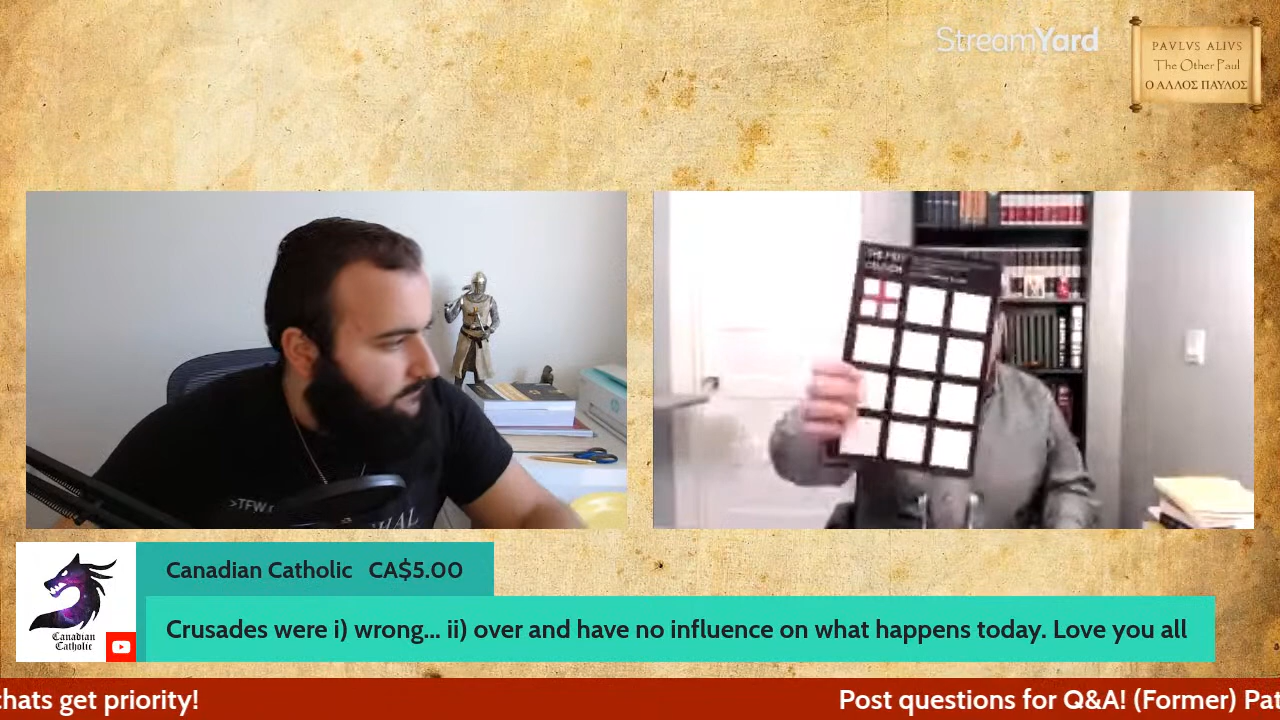 StreamYard
PAVLVS ALIVS
The Other Paul
Ο ΑΛΛΟΣ ΠΑΥΛΟΣ
>TFW
Canadian Catholic CA$5.00
Crusades were i) wrong... ii) over and have no influence on what happens today. Love you all
Canadian
Catholic
chats get priority!
Post questions for Q&A! (Former) Pat